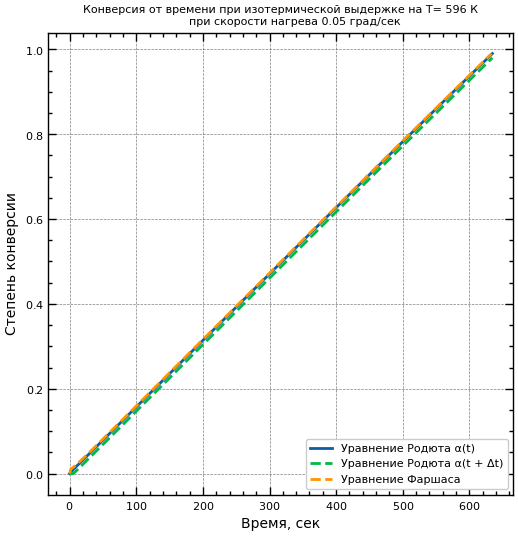 Конверсия от времени при изотермической выдержке на T= 596 K
при скорости нагрева 0.05 град/сек
Степень конверсии
1.0
0.8
0.6
0.4
0.2
0.0
Уравнение Родюта α(t)
Уравнение Родюта α(t + Δt)
Уравнение Фаршаса
0 100 200 300 400 500 600
Время, сек